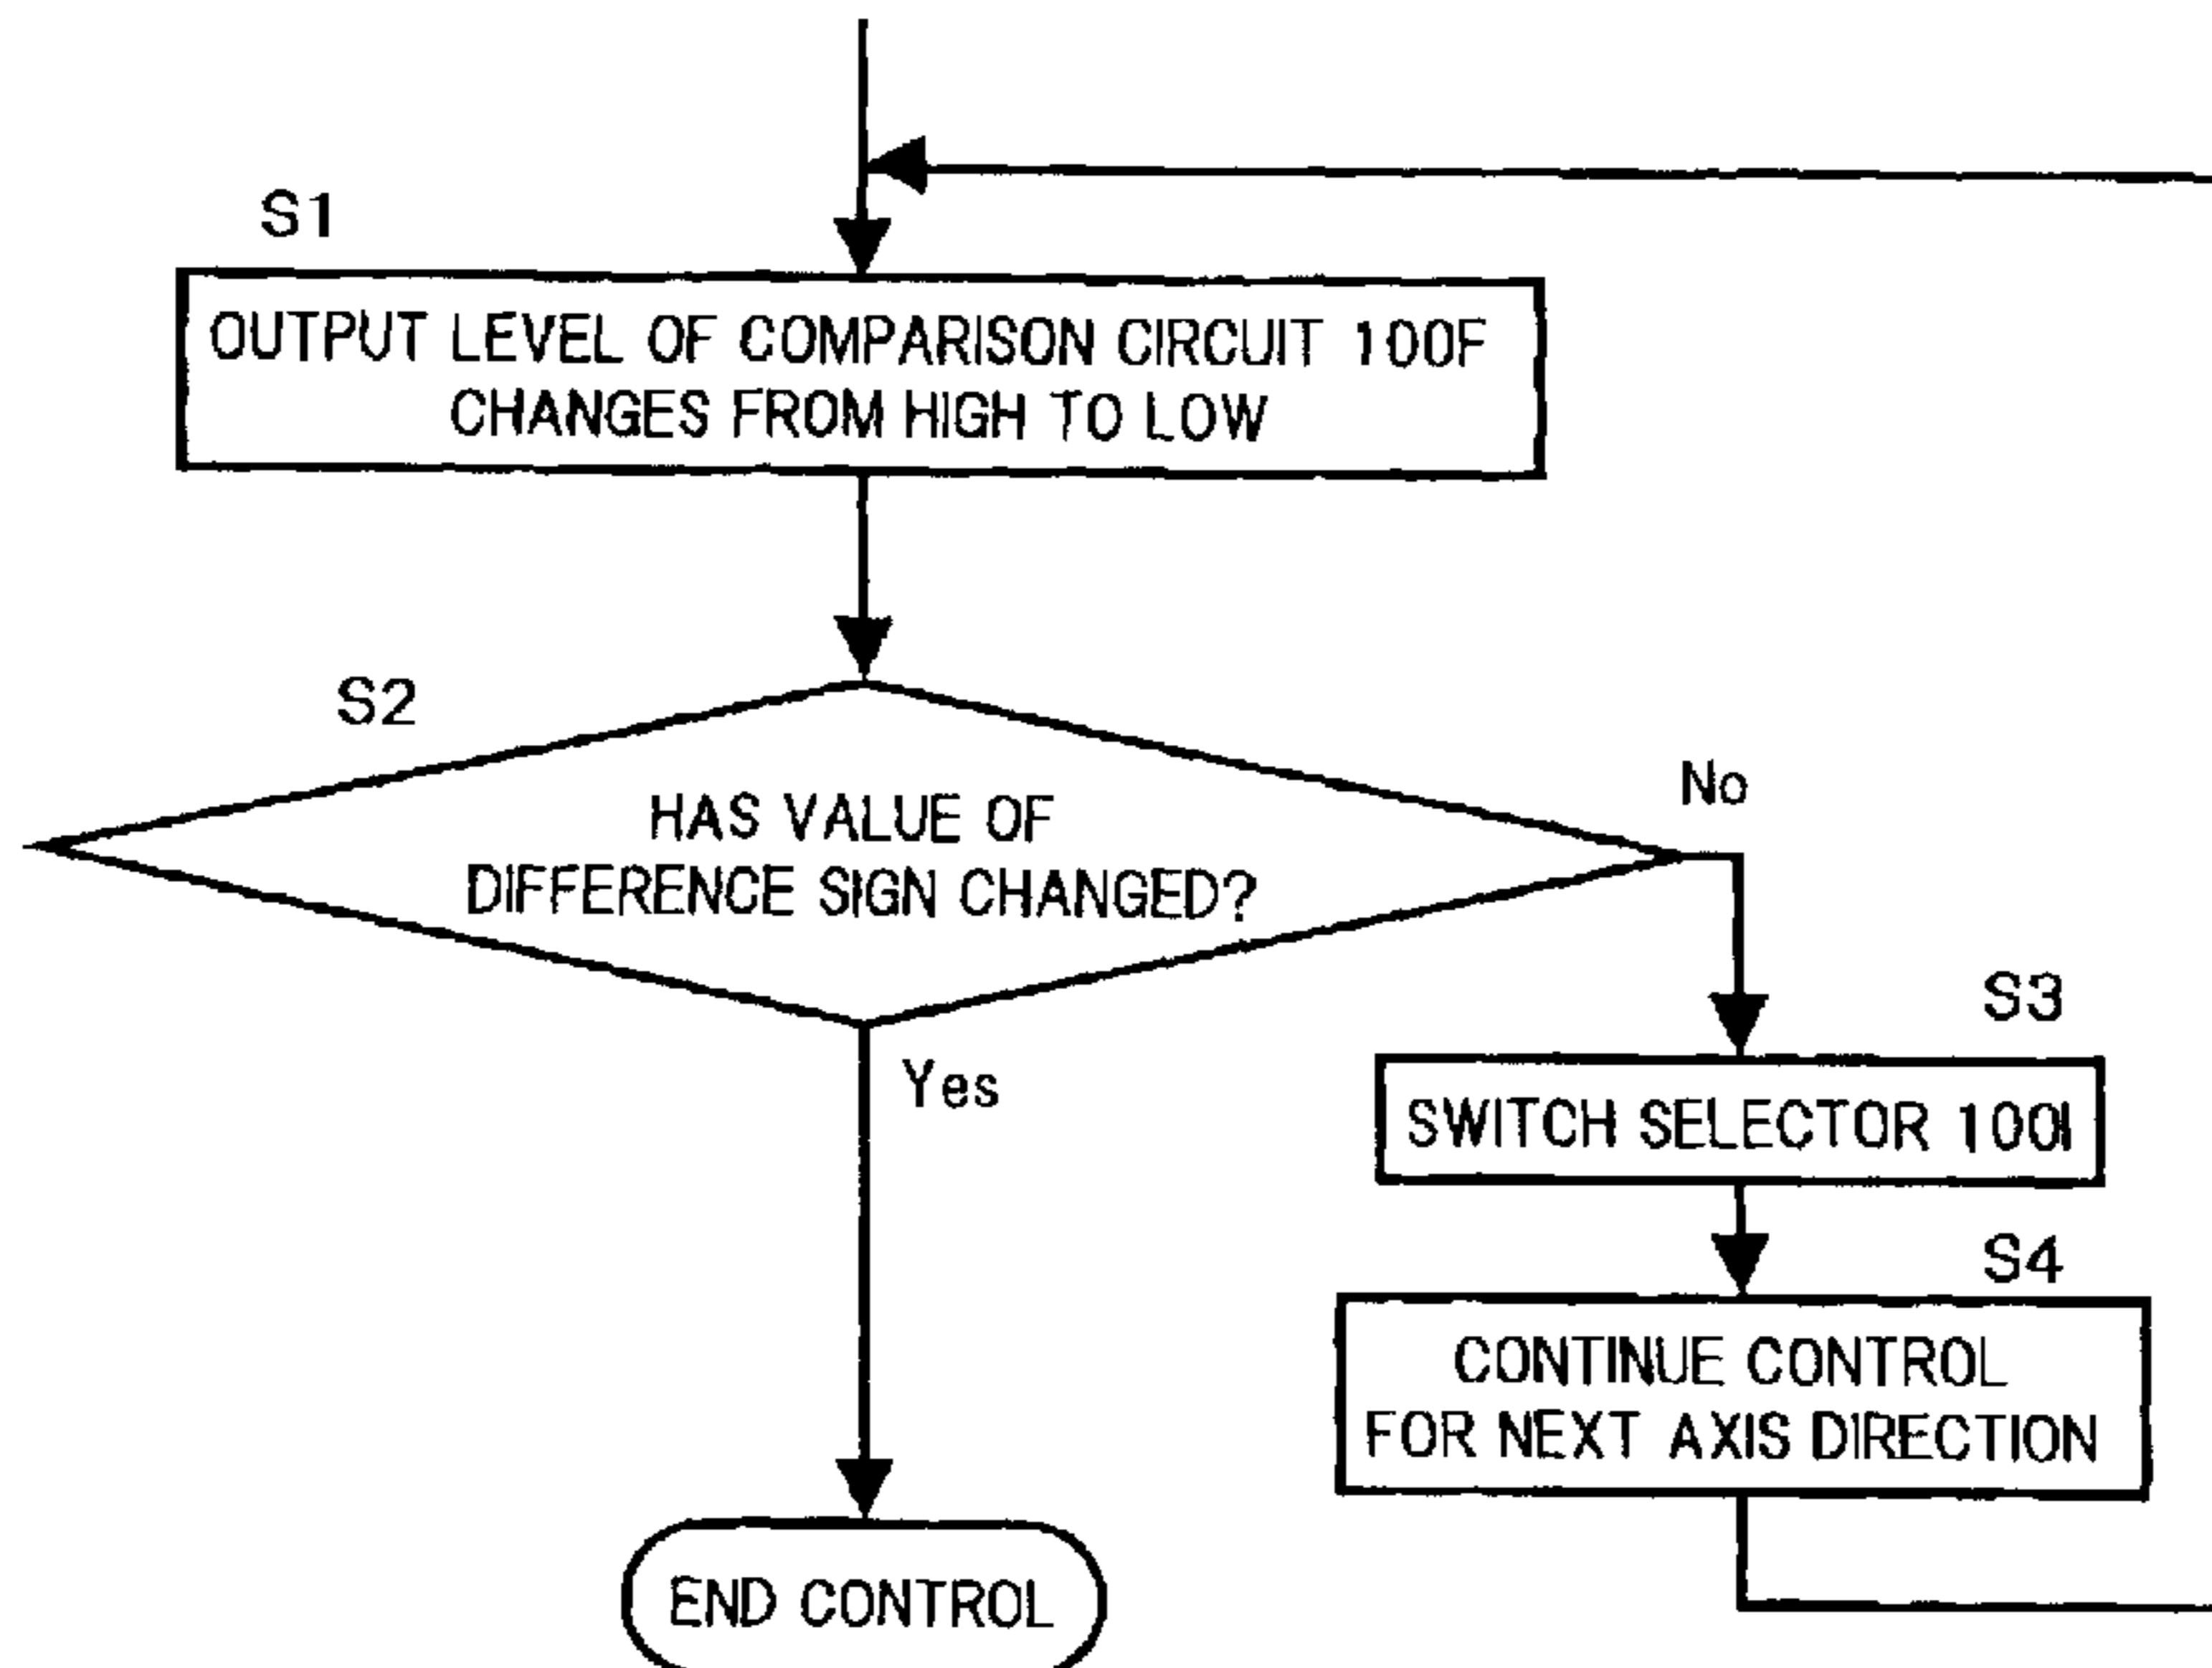 S1
OUTPUT LEVEL OF COMPARISON CIRCUIT 100F
CHANGES FROM HIGH TO LOW
S2
HAS VALUE OF
DIFFERENCE SIGN CHANGED?
No
Yes
S3
SWITCH SELECTOR 100I
S4
CONTINUE CONTROL
FOR NEXT AXIS DIRECTION
END CONTROL